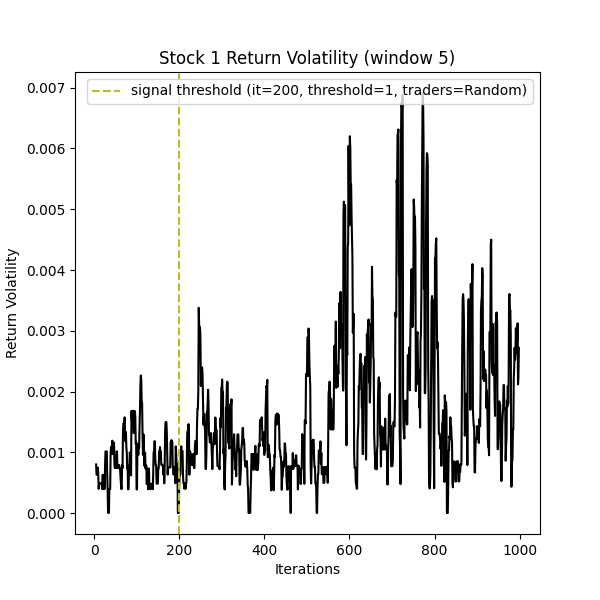 Stock 1 Return Volatility (window 5)
signal threshold (it=200, threshold=1, traders=Random)
0.007
0.006
0.005
0.004
0.003
0.002
0.001
0.000
Return Volatility
0 200 400 600 800 1000
Iterations